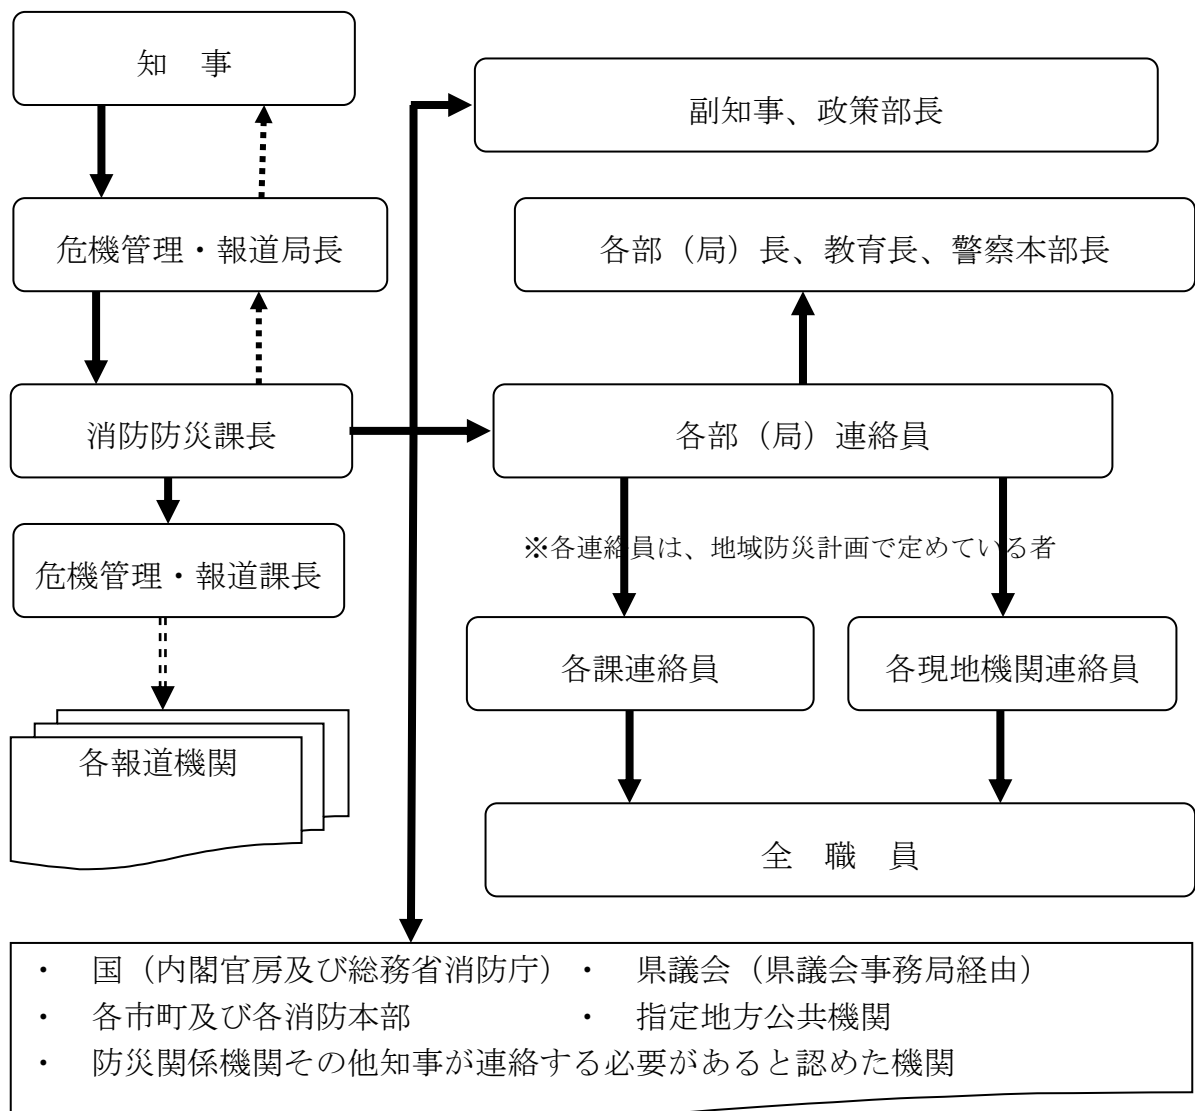 知　事
副知事、政策部長
危機管理・報道局長
各部（局）長、教育長、警察本部長
消防防災課長
各部（局）連絡員
※各連絡員は、地域防災計画で定めている者
危機管理・報道課長
各課連絡員
各現地機関連絡員
各報道機関
全　職　員
・　国（内閣官房及び総務省消防庁）・　県議会（県議会事務局経由）
・　各市町及び各消防本部　・　指定地方公共機関
・　防災関係機関その他知事が連絡する必要があると認めた機関